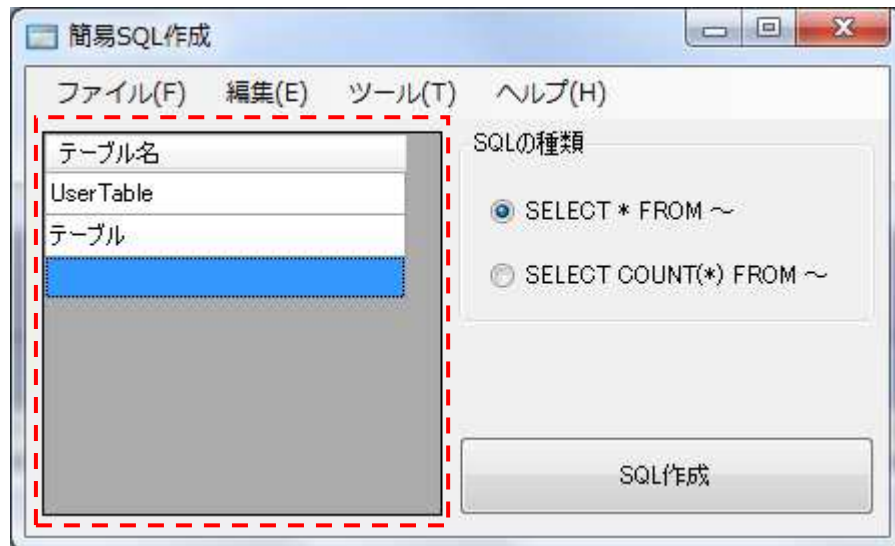 簡易SQL作成
ファイル(F) 編集(E) ツール(T) ヘルプ(H)
テーブル名
UserTable
テーブル
SQLの種類
SELECT * FROM ～
SELECT COUNT(*) FROM ～
SQL作成